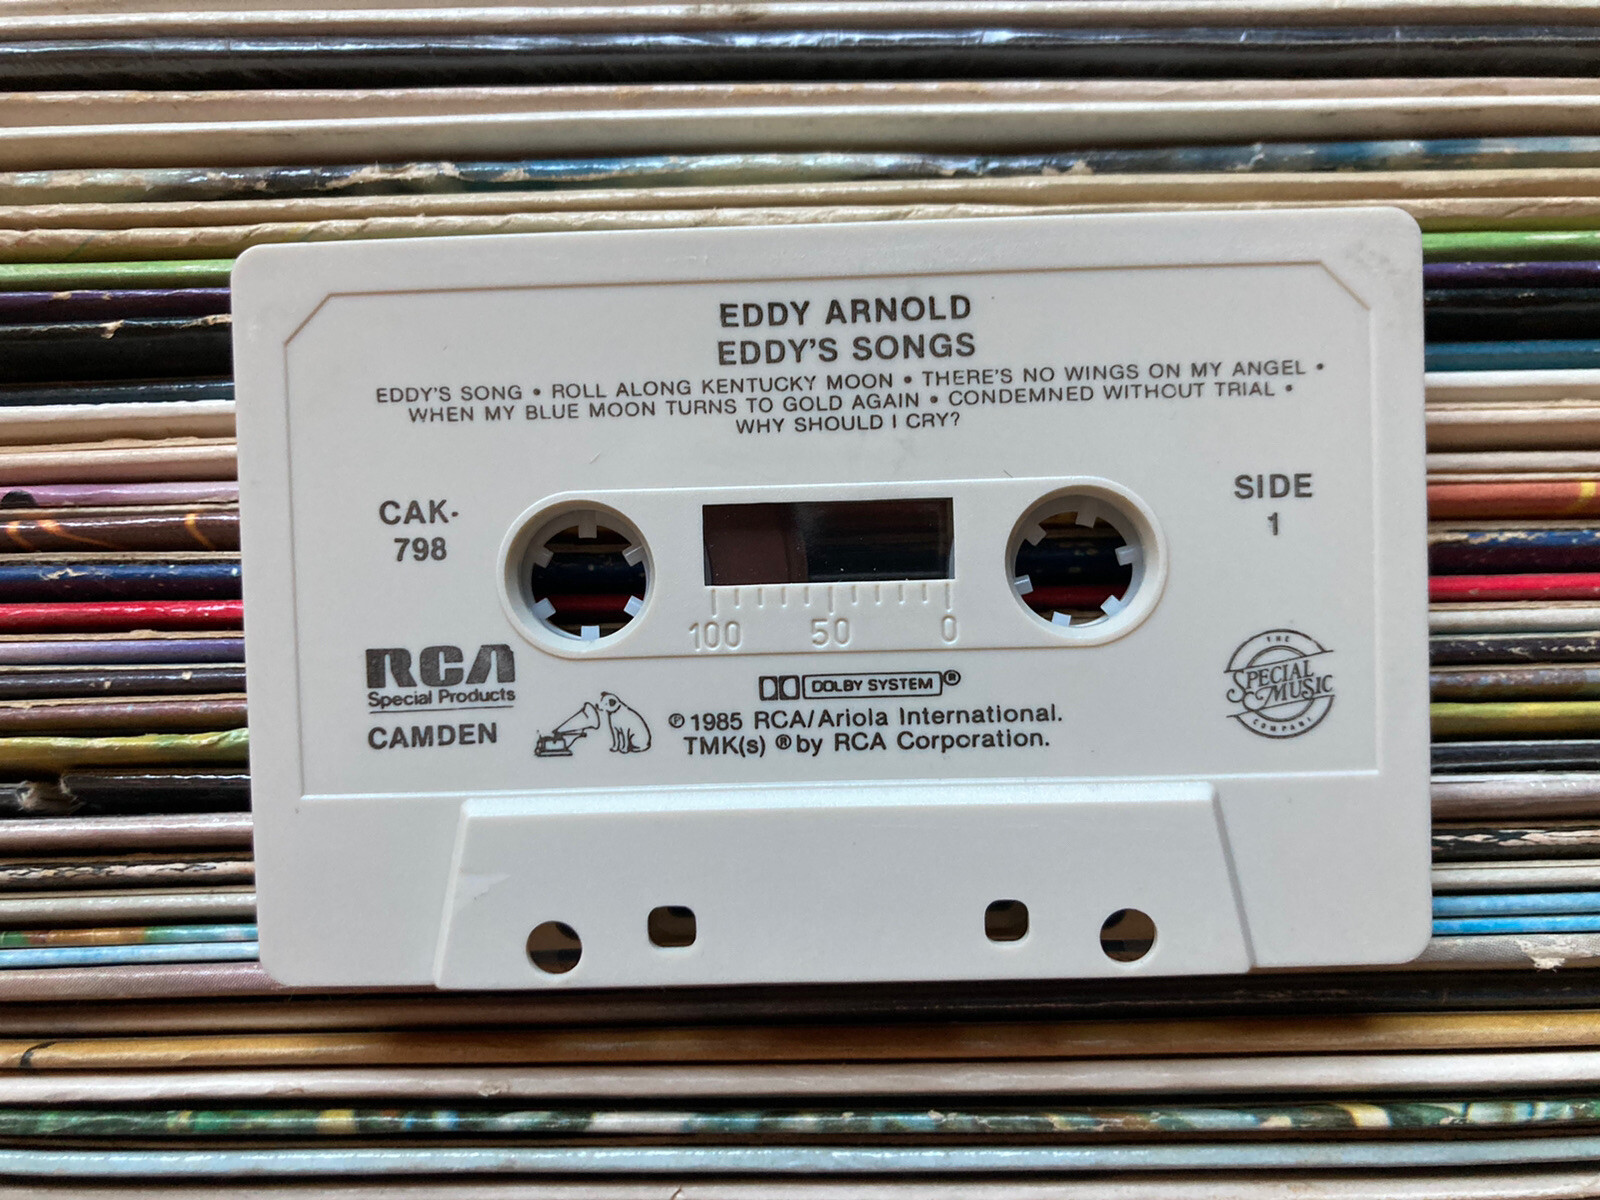 EDDY ARNOLD
EDDY'S SONGS
EDDY'S SONG • ROLL ALONG KENTUCKY MOON • THERE'S NO WINGS ON MY ANGEL •
WHEN MY BLUE MOON TURNS TO GOLD AGAIN • CONDEMNED WITHOUT TRIAL •
WHY SHOULD I CRY?
CAK-
798
SIDE
1
100 50 0
RCA
Special Products
CAMDEN
DOLBY SYSTEM®
℗ 1985 RCA/Ariola International.
TMK(s) ® by RCA Corporation.
THE
SPECIAL
MUSIC
COMPANY